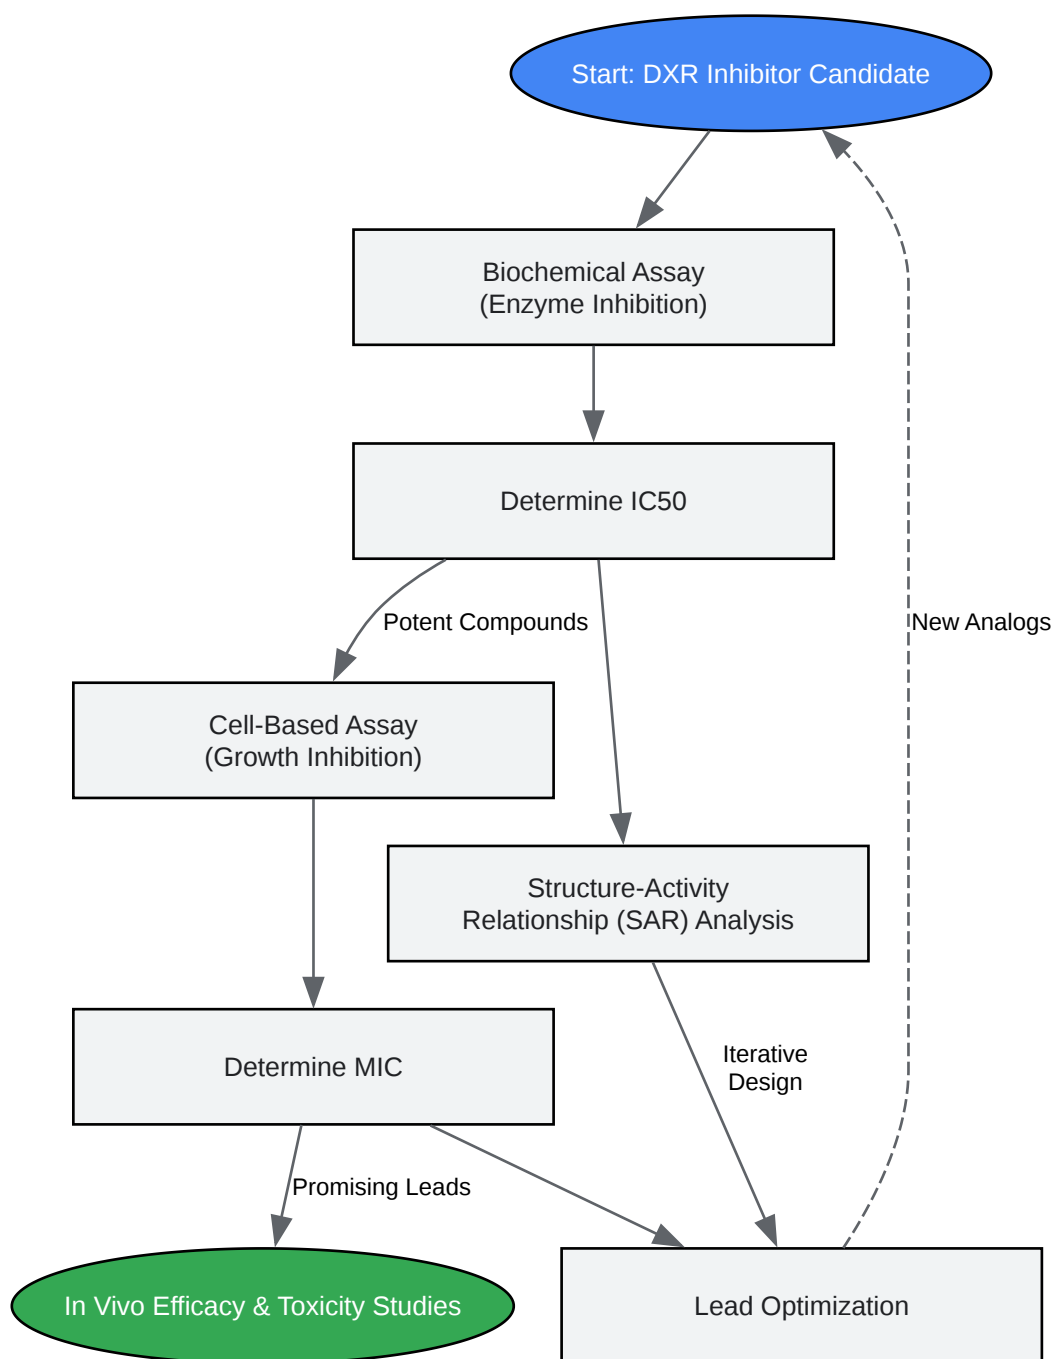 Start: DXR Inhibitor Candidate
Biochemical Assay
(Enzyme Inhibition)
Determine IC50
Potent Compounds
New Analogs
Cell-Based Assay
(Growth Inhibition)
Structure-Activity
Relationship (SAR) Analysis
Determine MIC
Iterative
Design
Promising Leads
In Vivo Efficacy & Toxicity Studies
Lead Optimization